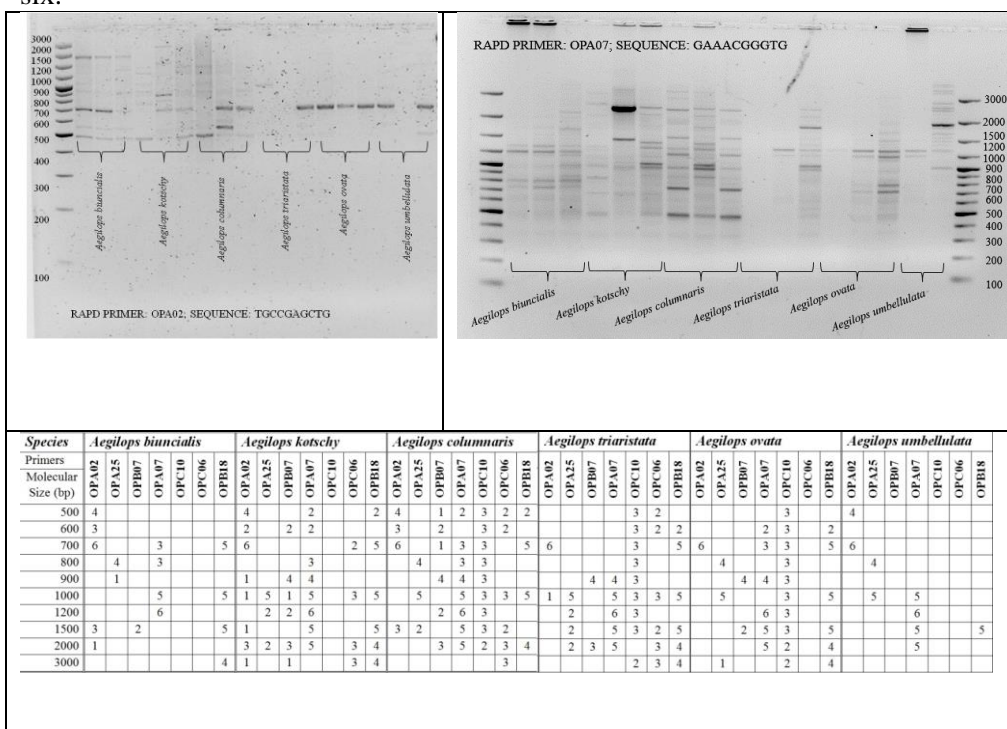 six.
3000
2000
1500
1200
1000
900
800
700
600
500
400
300
200
100
Aegilops biuncialis
Aegilops kotschy
Aegilops columnaris
Aegilops triaristata
Aegilops ovata
Aegilops umbellulata
RAPD PRIMER: OPA02; SEQUENCE: TGCCGAGCTG
RAPD PRIMER: OPA07; SEQUENCE: GAAACGGGTG
3000
2000
1500
1200
1000
900
800
700
600
500
400
300
200
100
Aegilops biuncialis
Aegilops kotschy
Aegilops columnaris
Aegilops triaristata
Aegilops ovata
Aegilops umbellulata
Species Aegilops biuncialis Aegilops kotschy Aegilops columnaris Aegilops triaristata Aegilops ovata Aegilops umbellulata
Primers
Molecular
Size (bp)
OPA02 OPA25 OPB07 OPA07 OPC10 OPC06 OPB18 OPA02 OPA25 OPB07 OPA07 OPC10 OPC06 OPB18 OPA02 OPA25 OPB07 OPA07 OPC10 OPC06 OPB18 OPA02 OPA25 OPB07 OPA07 OPC10 OPC06 OPB18 OPA02 OPA25 OPB07 OPA07 OPC10 OPC06 OPB18 OPA02 OPA25 OPB07 OPA07 OPC10 OPC06 OPB18
500 4 4 2 2 4 1 2 3 2 2 3 2 3 4
600 3 2 2 2 3 2 3 2 3 2 2 2 3 2
700 6 3 5 6 2 5 6 1 3 3 5 6 3 5 6 3 3 5 6
800 4 3 3 4 3 3 3 4 3 4
900 1 1 4 4 4 4 3 4 4 3 4 4 3
1000 5 5 1 5 1 5 3 5 5 5 3 3 5 1 5 5 3 3 5 5 3 5 5 5
1200 6 2 2 6 2 6 3 2 6 3 6 3 6
1500 3 2 5 1 5 5 3 2 5 3 2 2 5 3 2 5 2 5 3 5 5 5
2000 1 3 2 3 5 3 4 3 5 2 3 4 2 3 5 3 4 5 2 4 5
3000 4 1 1 3 4 3 2 3 4 1 2 4